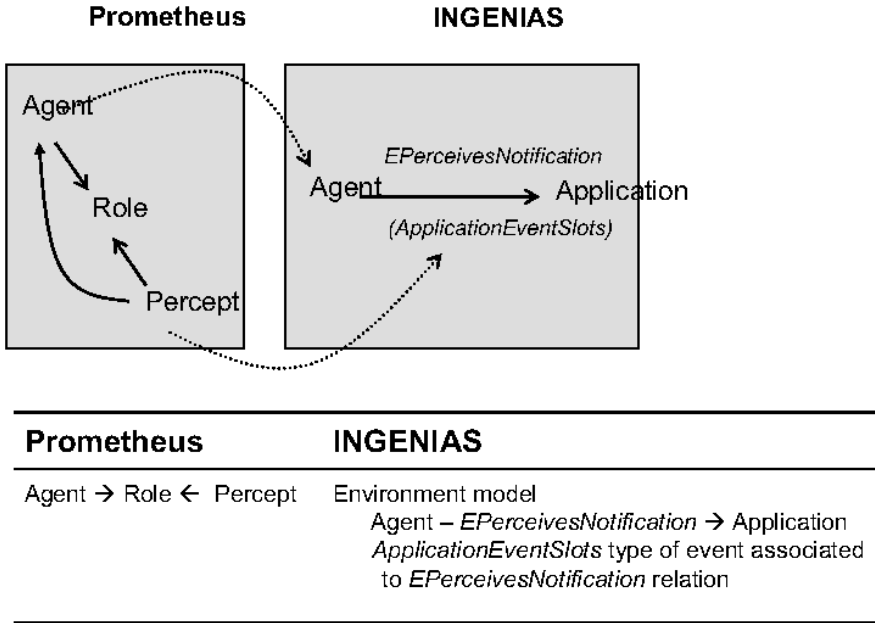 Prometheus
INGENIAS
Agent
Role
Percept
EPerceivesNotification
Agent
Application
(ApplicationEventSlots)
Prometheus INGENIAS
Agent → Role ← Percept Environment model
Agent – EPerceivesNotification → Application
ApplicationEventSlots type of event associated
to EPerceivesNotification relation